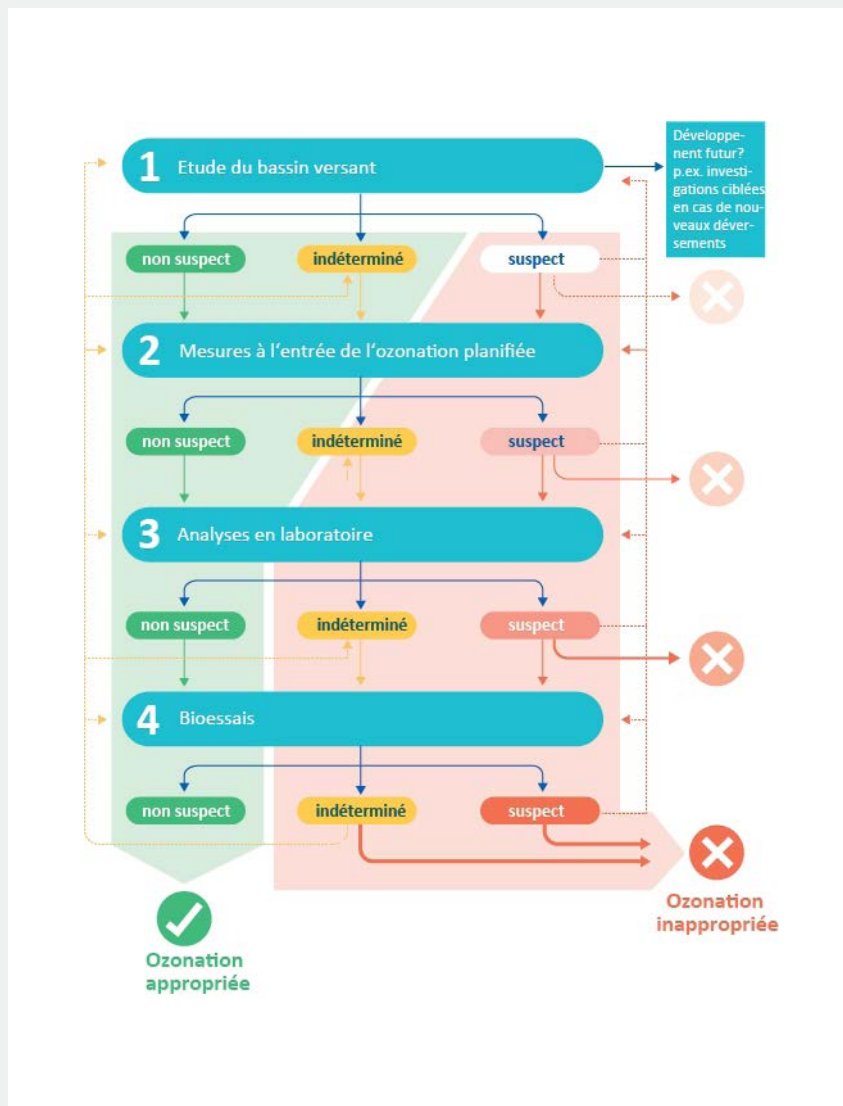 1 Etude du bassin versant
Développe-
nent futur?
p.ex. investi-
gations ciblées
en cas de nou-
veaux déver-
sements
non suspect
indéterminé
suspect
2 Mesures à l‘entrée de l‘ozonation planifiée
non suspect
indéterminé
suspect
3 Analyses en laboratoire
non suspect
indéterminé
suspect
4 Bioessais
non suspect
indéterminé
suspect
Ozonation
inappropriée
Ozonation
appropriée